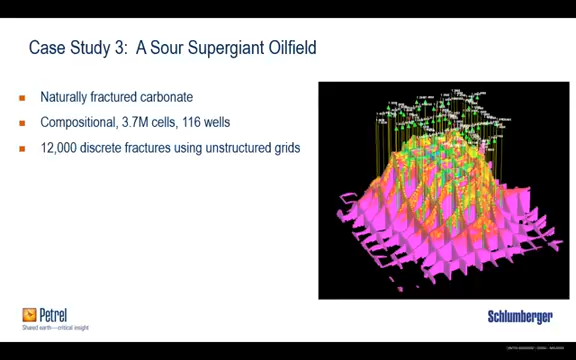 Case Study 3: A Sour Supergiant Oilfield
Naturally fractured carbonate
Compositional, 3.7M cells, 116 wells
12,000 discrete fractures using unstructured grids
Petrel
Shared earth—critical insight
Schlumberger